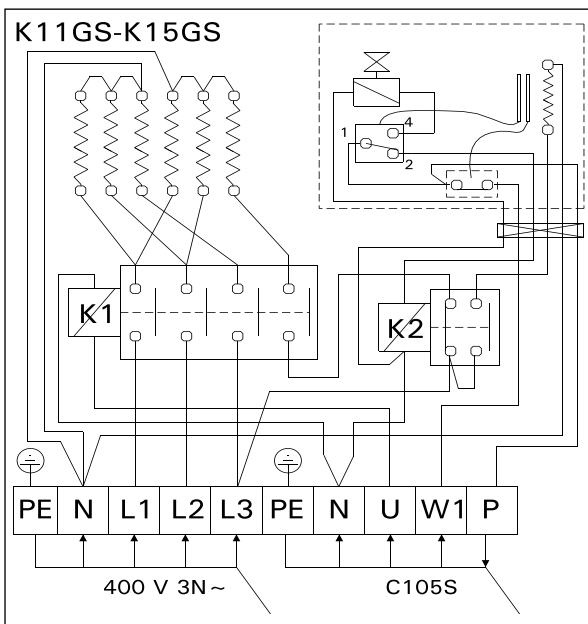 K11GS-K15GS
4
1
2
K1
K2
PE N L1 L2 L3 PE N U W1 P
400 V 3N~
C105S